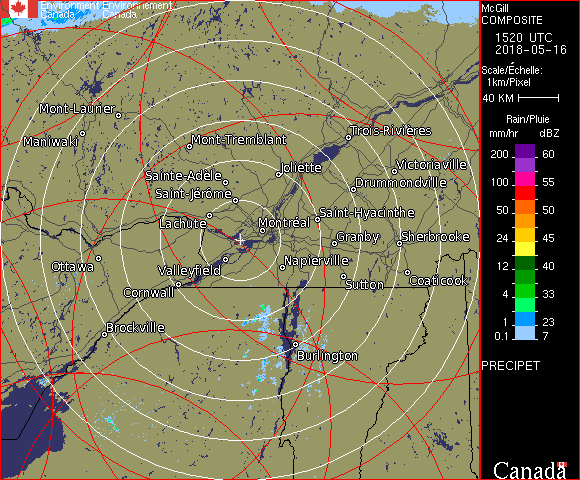 Environment Environnement
Canada Canada
McGill
COMPOSITE
1520 UTC
2018-05-16
Scale/Échelle:
1km/Pixel
40 KM
Rain/Pluie
mm/hr dBZ
200 60
55
100 55
50 50
24 45
12 40
4 33
1 23
0.1 7
PRECIPET
Mont-Laurier
Maniwaki
Mont-Tremblant
Trois-Rivières
Joliette
Victoriaville
Sainte-Adèle
Drummondville
Saint-Jérôme
Lachute
Montréal
Saint-Hyacinthe
Granby
Sherbrooke
Ottawa
Valleyfield
Napierville
Cornwall
Sutton
Coaticook
Brockville
Burlington
Canada